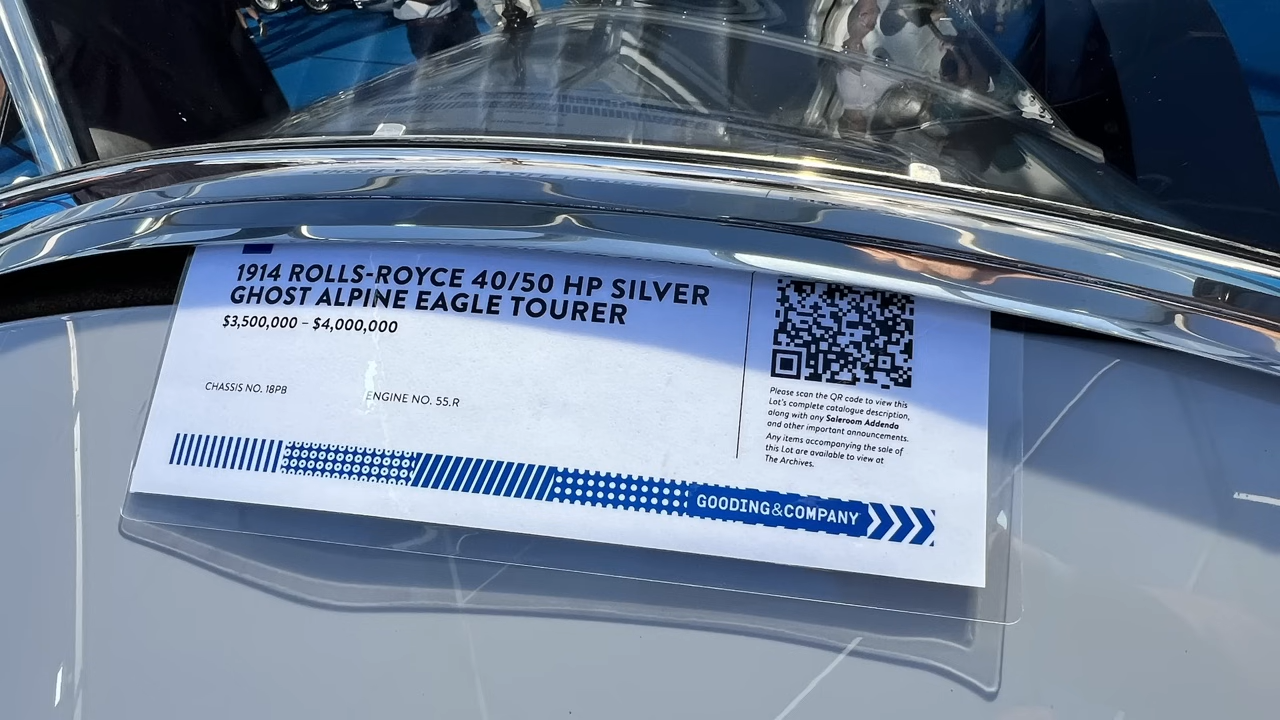 1914 ROLLS-ROYCE 40/50 HP SILVER
GHOST ALPINE EAGLE TOURER
$3,500,000 – $4,000,000
CHASSIS NO. 18PB
ENGINE NO. 55.R
Please scan the QR code to view this
Lot's complete catalogue description,
along with any Saleroom Addenda
and other important announcements.
Any items accompanying the sale of
this Lot are available to view at
The Archives.
GOODING&COMPANY